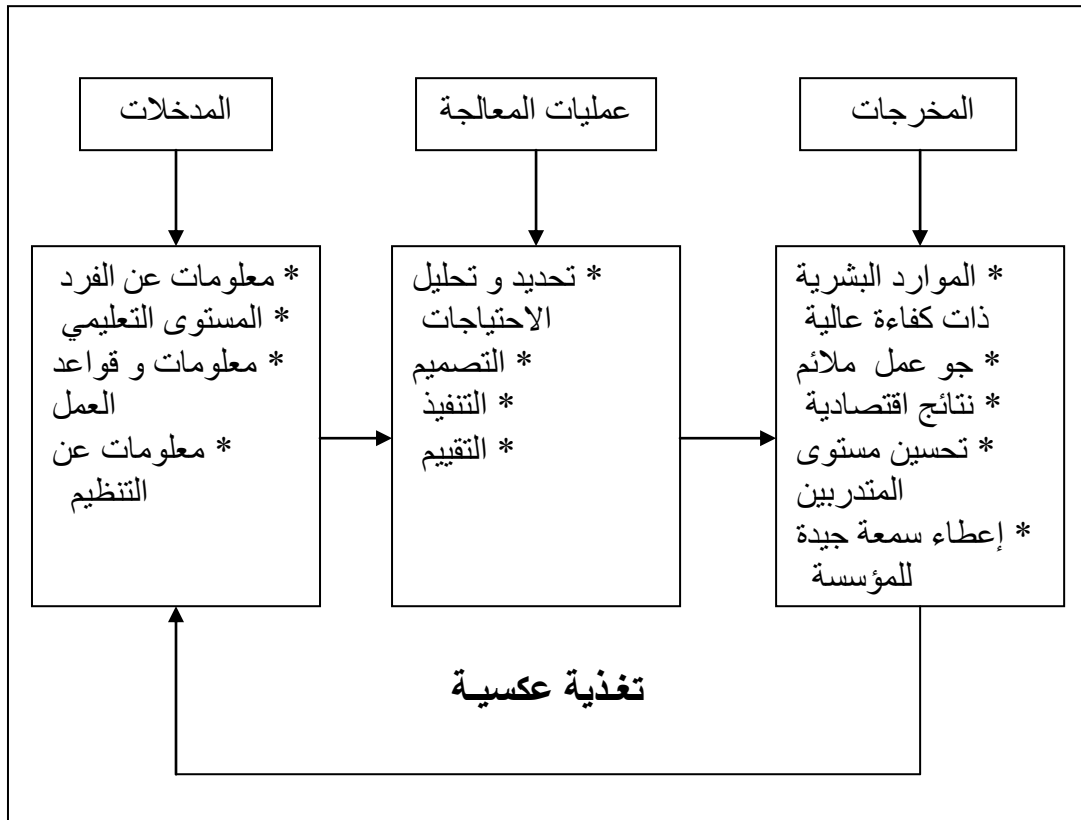 المدخلات
عمليات المعالجة
المخرجات
* معلومات عن الفرد
* المستوى التعليمي
* معلومات و قواعد
العمل
* معلومات عن
التنظيم
* تحديد و تحليل
الاحتياجات
* التصميم
* التنفيذ
* التقييم
* الموارد البشرية
ذات كفاءة عالية
* جو عمل ملائم
* نتائج اقتصادية
* تحسين مستوى
المتدربين
* إعطاء سمعة جيدة
للمؤسسة
تغذية عكسيـة